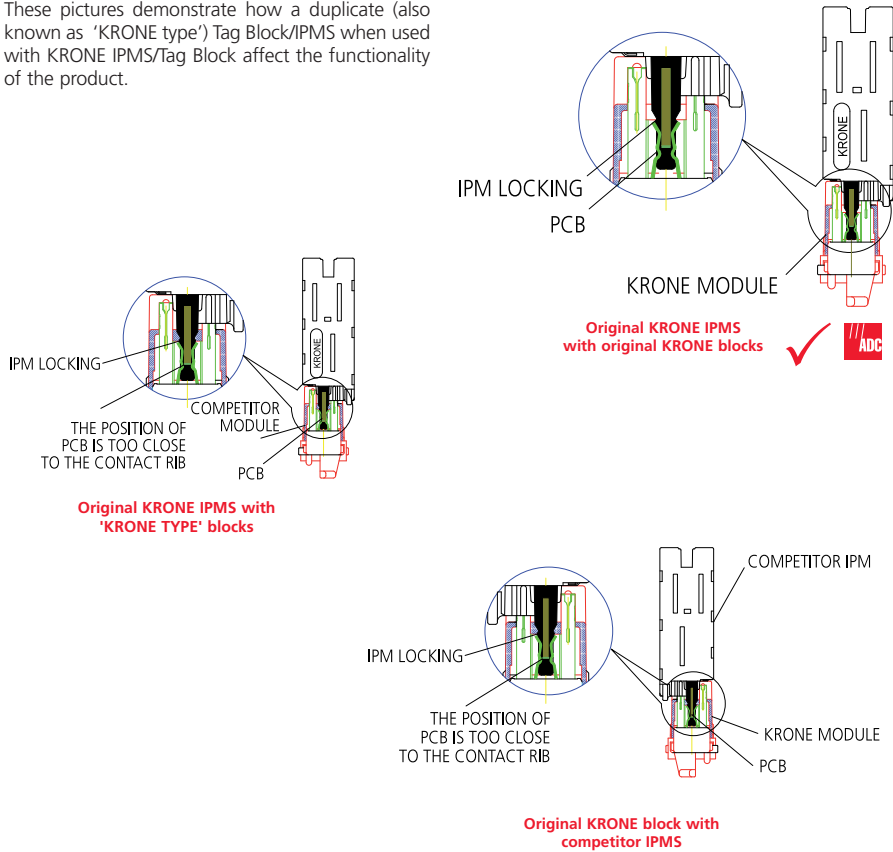 These pictures demonstrate how a duplicate (also
known as 'KRONE type') Tag Block/IPMS when used
with KRONE IPMS/Tag Block affect the functionality
of the product.
KRONE
IPM LOCKING
PCB
KRONE MODULE
Original KRONE IPMS
with original KRONE blocks
ADC
KRONE
IPM LOCKING
COMPETITOR
MODULE
THE POSITION OF
PCB IS TOO CLOSE
TO THE CONTACT RIB
PCB
Original KRONE IPMS with
'KRONE TYPE' blocks
COMPETITOR IPM
IPM LOCKING
THE POSITION OF
PCB IS TOO CLOSE
TO THE CONTACT RIB
KRONE MODULE
PCB
Original KRONE block with
competitor IPMS